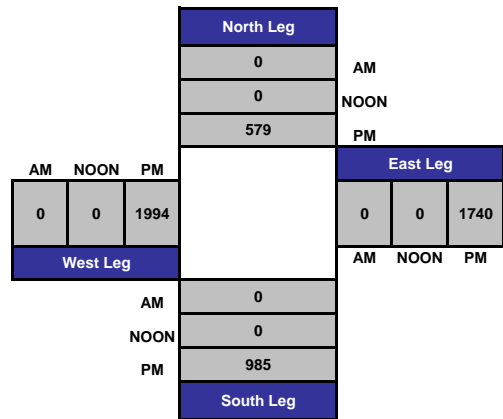 North Leg
0 AM
0 NOON
579 PM
AM NOON PM East Leg
0 0 1994 0 0 1740
West Leg AM NOON PM
AM 0
NOON 0
PM 985
South Leg